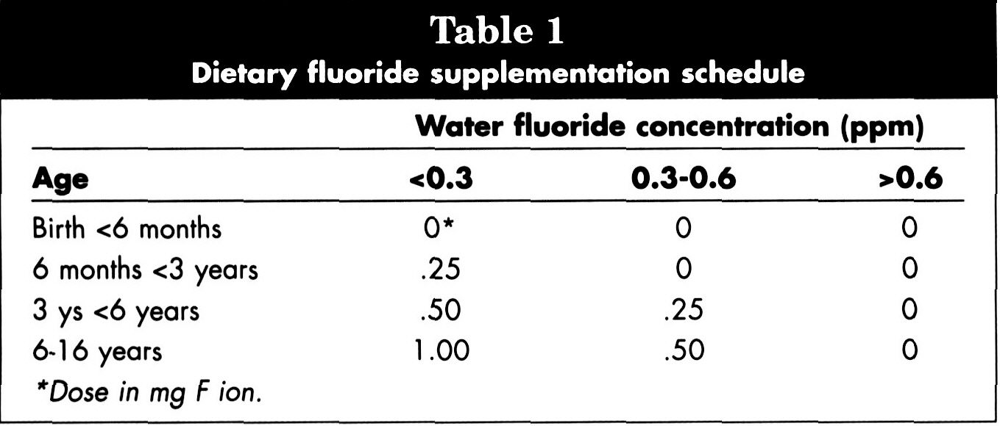 Table 1
Dietary fluoride supplementation schedule
Water fluoride concentration (ppm)
Age <0.3 0.3-0.6 >0.6
Birth <6 months 0* 0 0
6 months <3 years .25 0 0
3 ys <6 years .50 .25 0
6-16 years 1.00 .50 0
*Dose in mg F ion.